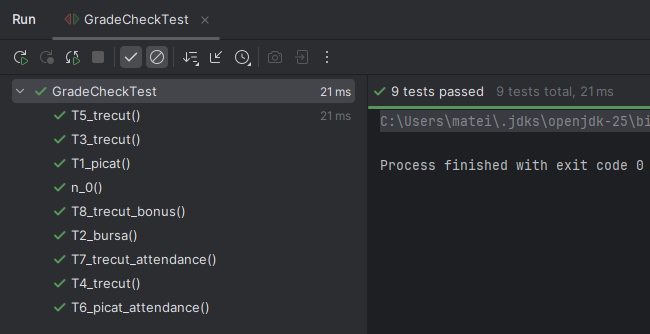 Run GradeCheckTest
GradeCheckTest 21 ms
T5_trecut() 21 ms
T3_trecut()
T1_picat()
n_0()
T8_trecut_bonus()
T2_bursa()
T7_trecut_attendance()
T4_trecut()
T6_picat_attendance()
9 tests passed 9 tests total, 21 ms
C:\Users\matei\.jdks\openjdk-25\bi
Process finished with exit code 0